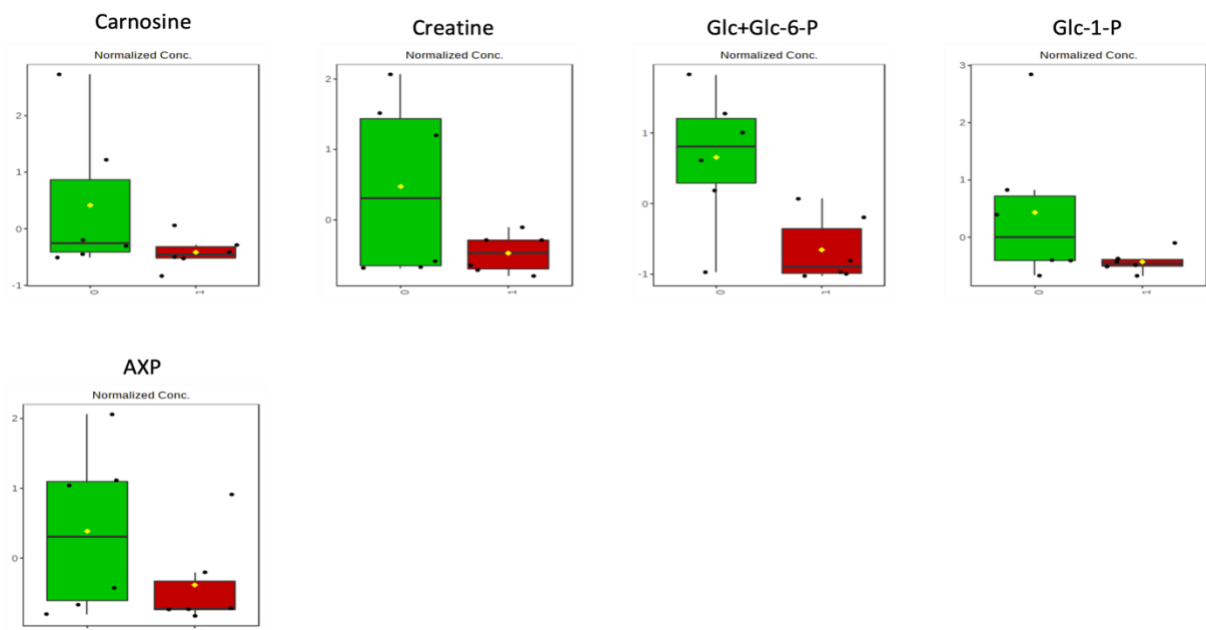 Carnosine
Creatine
Glc+Glc-6-P
Glc-1-P
Normalized Conc.
Normalized Conc.
Normalized Conc.
Normalized Conc.
2
1
0
-1
0
1
2
1
0
0
1
1
0
-1
0
1
3
2
1
0
0
1
AXP
Normalized Conc.
2
1
0